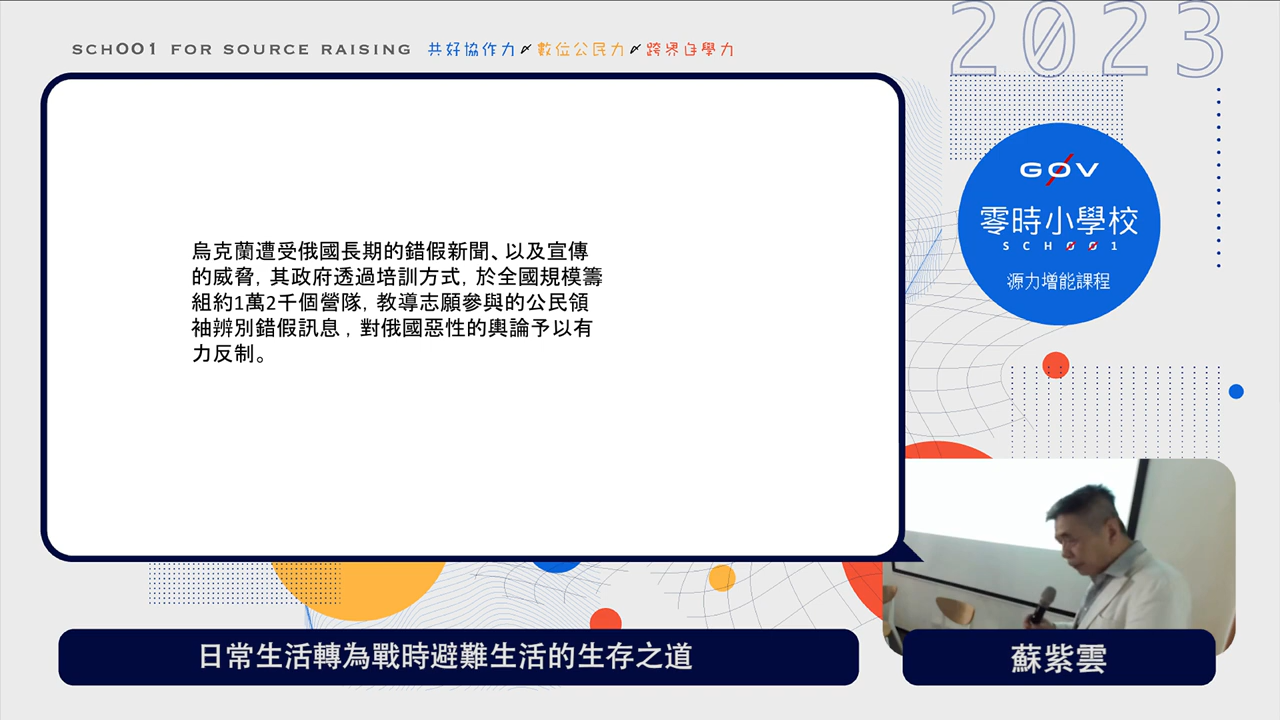 SCH001 FOR SOURCE RAISING 共好協作力 數位公民力 跨界自學力
2023
G0V
零時小學校
SCH001
源力增能課程
烏克蘭遭受俄國長期的錯假新聞、以及宣傳
的威脅，其政府透過培訓方式，於全國規模籌
組約1萬2千個營隊，教導志願參與的公民領
袖辨別錯假訊息，對俄國惡性的輿論予以有
力反制。
日常生活轉為戰時避難生活的生存之道
蘇紫雲